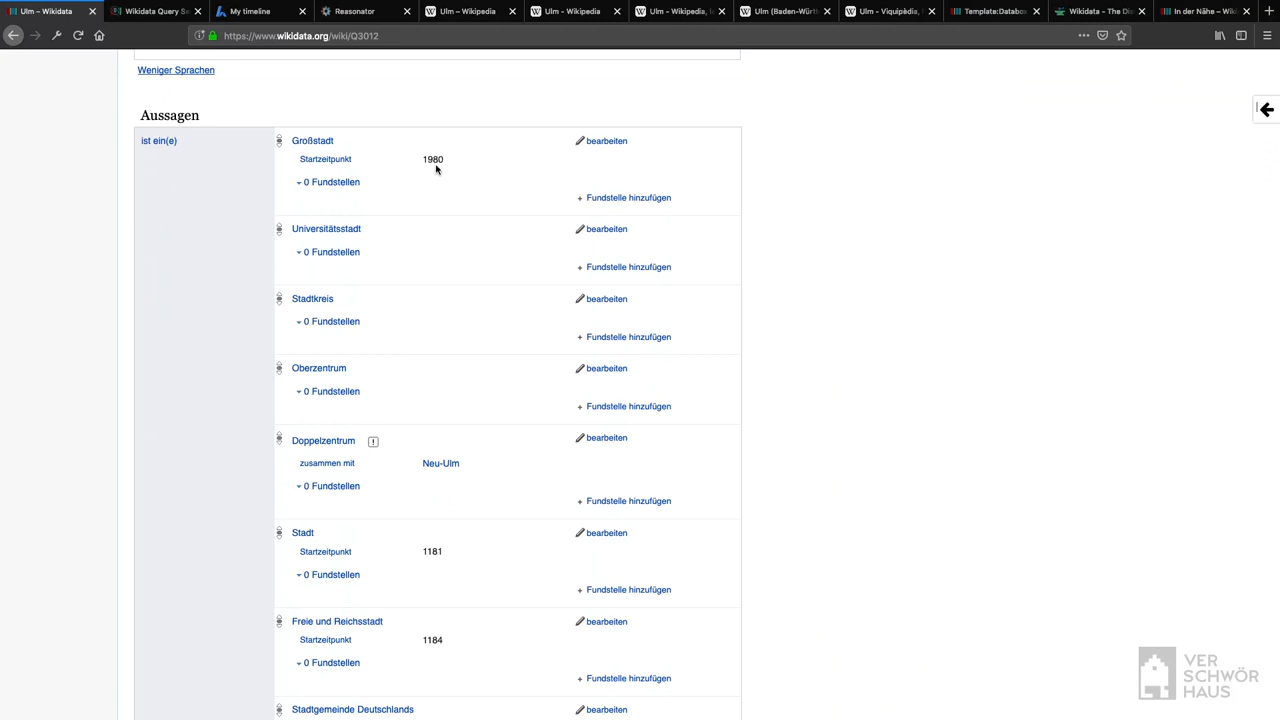 Ulm – Wikidata
Wikidata Query Se
My timeline
Reasonator
Ulm – Wikipedia
Ulm - Wikipedia
Ulm - Wikipedia, l
Ulm (Baden-Würt
Ulm - Viquipèdia,
Template:Databo
Wikidata - The Di
In der Nähe – Wiki
https://www.wikidata.org/wiki/Q3012
Weniger Sprachen
Aussagen
ist ein(e)
Großstadt
bearbeiten
Startzeitpunkt 1980
0 Fundstellen
+ Fundstelle hinzufügen
Universitätsstadt
bearbeiten
0 Fundstellen
+ Fundstelle hinzufügen
Stadtkreis
bearbeiten
0 Fundstellen
+ Fundstelle hinzufügen
Oberzentrum
bearbeiten
0 Fundstellen
+ Fundstelle hinzufügen
Doppelzentrum
bearbeiten
zusammen mit Neu-Ulm
0 Fundstellen
+ Fundstelle hinzufügen
Stadt
bearbeiten
Startzeitpunkt 1181
0 Fundstellen
+ Fundstelle hinzufügen
Freie und Reichsstadt
bearbeiten
Startzeitpunkt 1184
0 Fundstellen
+ Fundstelle hinzufügen
Stadtgemeinde Deutschlands
bearbeiten
VER
SCHWÖR
HAUS